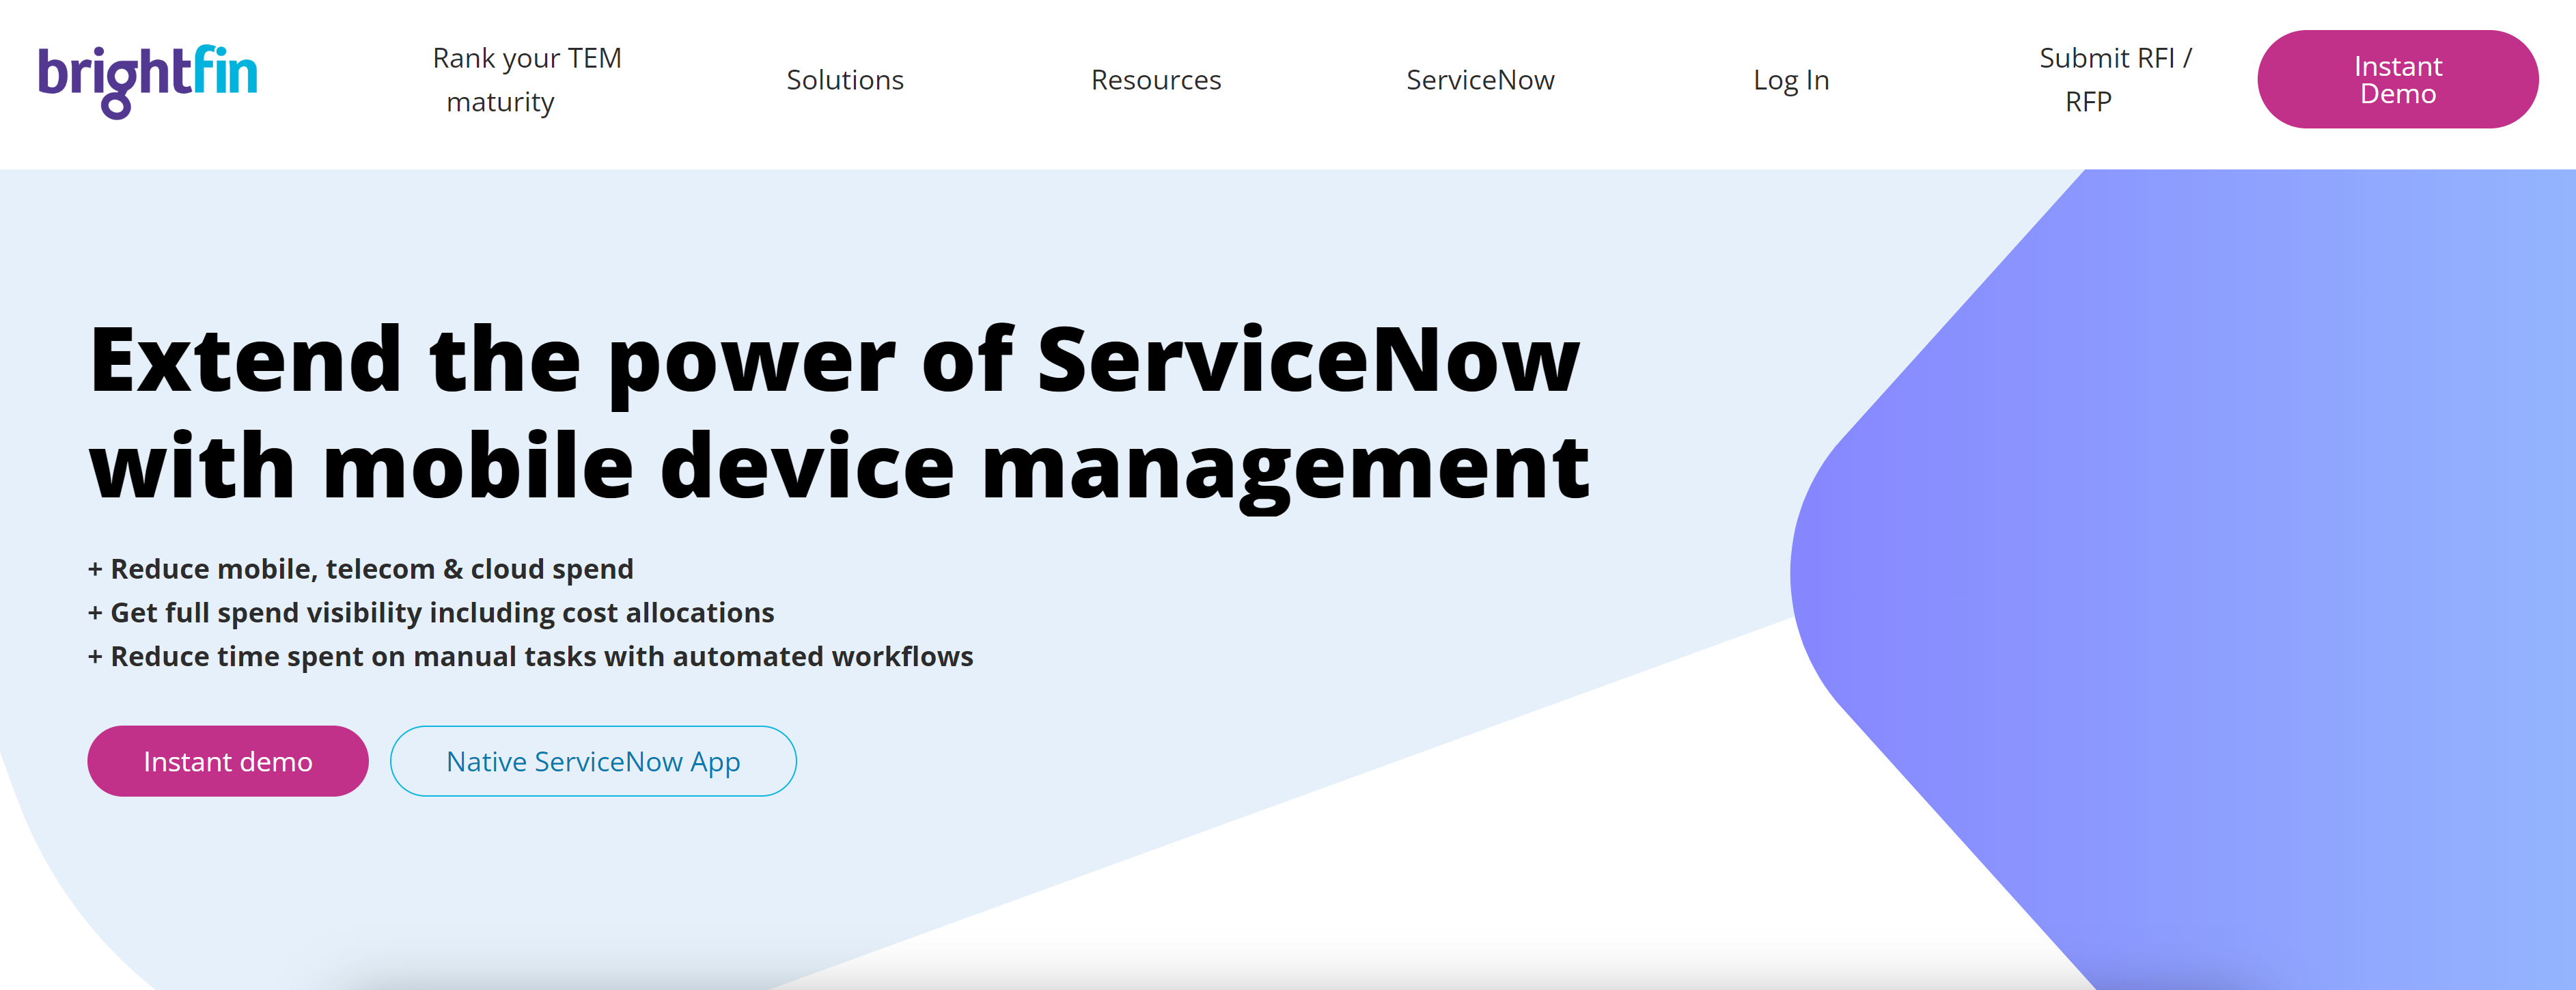 brightfin
Rank your TEM
maturity
Solutions
Resources
ServiceNow
Log In
Submit RFI /
RFP
Instant
Demo
Extend the power of ServiceNow
with mobile device management
+ Reduce mobile, telecom & cloud spend
+ Get full spend visibility including cost allocations
+ Reduce time spent on manual tasks with automated workflows
Instant demo
Native ServiceNow App